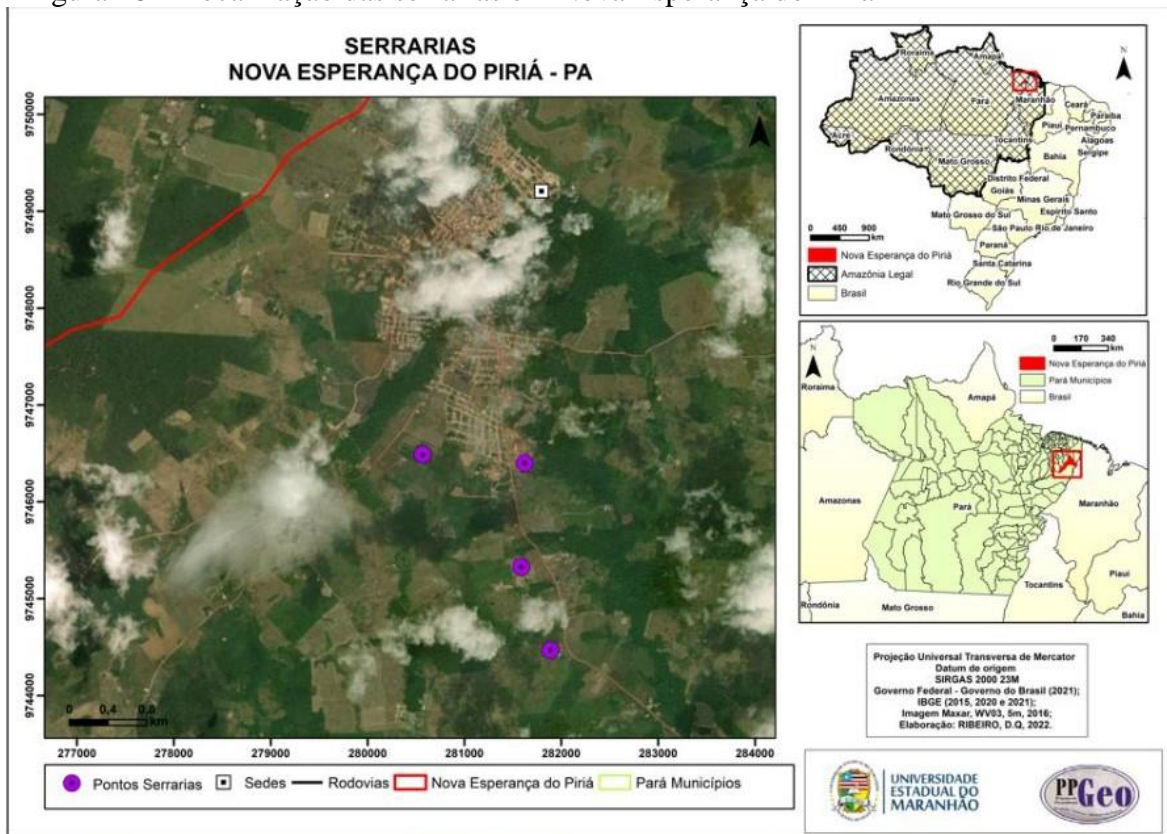 SERRARIAS
NOVA ESPERANÇA DO PIRIÁ - PA
9750000
9749000
9748000
9747000
9746000
9745000
9744000
0 0,4 0,8
km
277000 278000 279000 280000 281000 282000 283000 284000
Pontos Serrarias Sedes Rodovias Nova Esperança do Piriá Pará Municípios
N
Roraima
Amapá
Amazonas
Pará
Maranhão
Ceará
Paraíba
Piauí
Pernambuco
Acre
Tocantins
Alagoas
Rondônia
Sergipe
Mato Grosso
Bahia
Distrito Federal
Goiás
Minas Gerais
Mato Grosso do Sul
Espírito Santo
São Paulo
Rio de Janeiro
Paraná
Santa Catarina
Rio Grande do Sul
0 450 900
km
Nova Esperança do Piriá
Amazônia Legal
Brasil
N
0 170 340
km
Nova Esperança do Piriá
Pará Municípios
Brasil
Roraima
Amapá
Amazonas
Pará
Maranhão
Tocantins
Piauí
Rondônia
Mato Grosso
Bahia
Projeção Universal Transversa de Mercator
Datum de origem
SIRGAS 2000 23M
Governo Federal - Governo do Brasil (2021);
IBGE (2015, 2020 e 2021);
Imagem Maxar, WV03, 5m, 2016;
Elaboração: RIBEIRO, D.Q, 2022.
UNIVERSIDADE
ESTADUAL DO
MARANHÃO
PPGeo